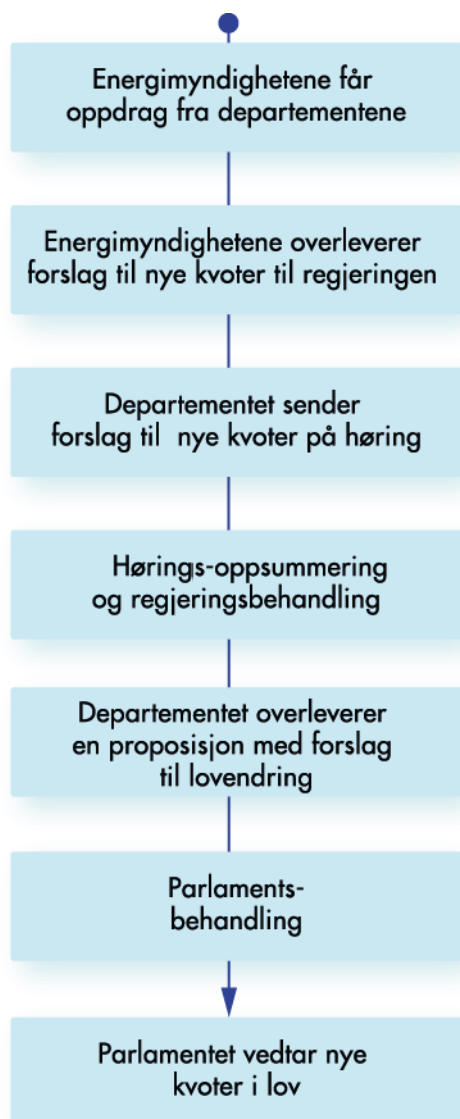 Energimyndighetene får
oppdrag fra departementene
Energimyndighetene overleverer
forslag til nye kvoter til regjeringen
Departementet sender
forslag til nye kvoter på høring
Hørings-oppsummering
og regjeringsbehandling
Departementet overleverer
en proposisjon med forslag
til lovendring
Parlaments-
behandling
Parlamentet vedtar nye
kvoter i lov